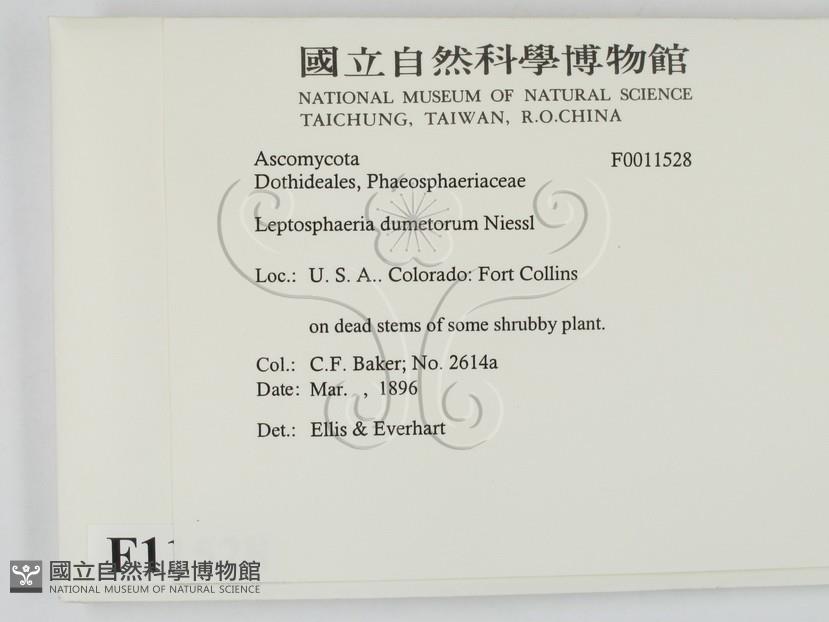 國立自然科學博物館
NATIONAL MUSEUM OF NATURAL SCIENCE
TAICHUNG, TAIWAN, R.O.CHINA
Ascomycota F0011528
Dothideales, Phaeosphaeriaceae
Leptosphaeria dumetorum Niessl
Loc.: U. S. A.. Colorado: Fort Collins
on dead stems of some shrubby plant.
Col.: C.F. Baker; No. 2614a
Date: Mar. , 1896
Det.: Ellis & Everhart
F11
國立自然科學博物館
NATIONAL MUSEUM OF NATURAL SCIENCE